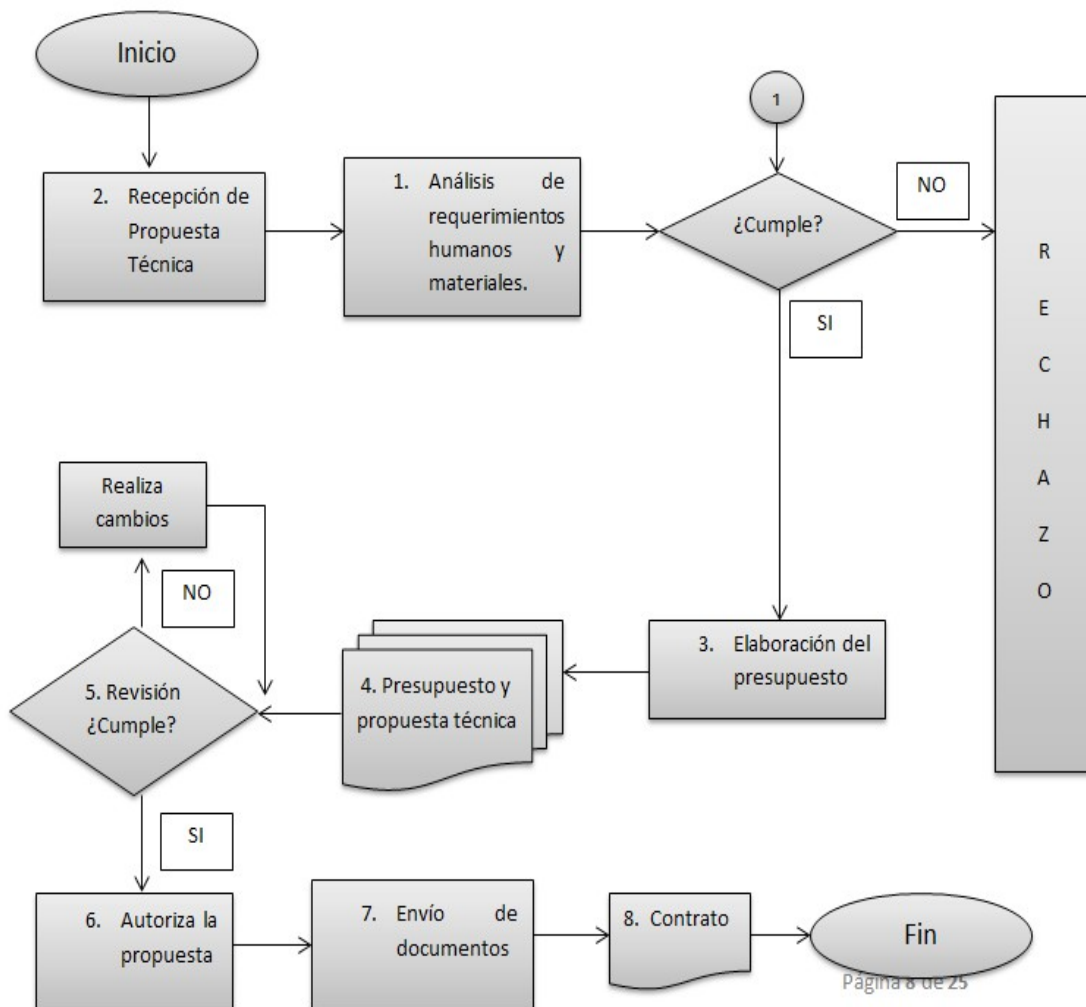 Inicio
1
2. Recepción de
Propuesta
Técnica
1. Análisis de
requerimientos
humanos y
materiales.
¿Cumple?
NO
SI
R
E
C
H
A
Z
O
Realiza
cambios
NO
5. Revisión
¿Cumple?
4. Presupuesto y
propuesta técnica
3. Elaboración del
presupuesto
SI
6. Autoriza la
propuesta
7. Envío de
documentos
8. Contrato
Fin
Página 8 de 25